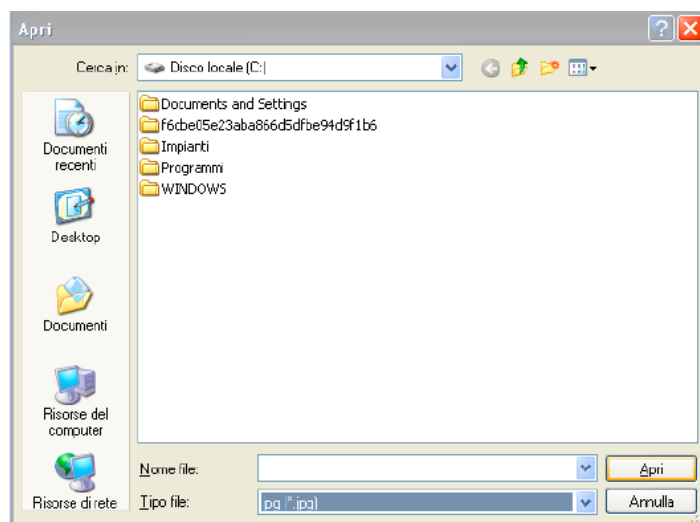 Apri
Cerca in:
Disco locale (C:)
Documents and Settings
f6cbe05e23aba866d5dfbe94d9f1b6
Impianti
Programmi
WINDOWS
Documenti
recenti
Desktop
Documenti
Risorse del
computer
Risorse di rete
Nome file:
Apri
Tipo file:
jpg (*.jpg)
Annulla